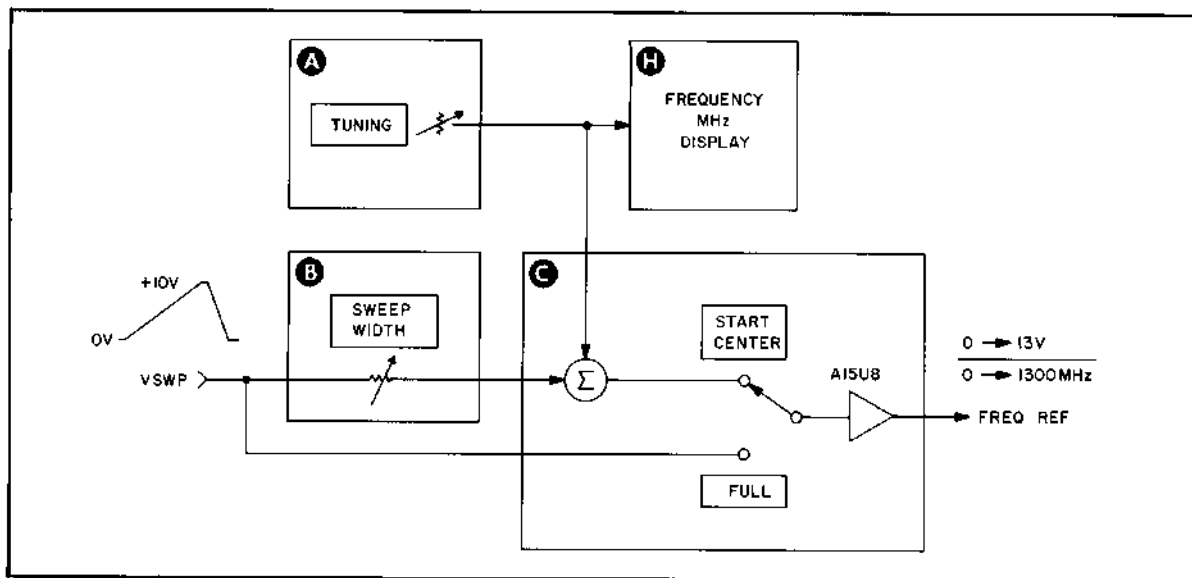 A
TUNING
H
FREQUENCY
MHz
DISPLAY
B
SWEEP
WIDTH
+10V
0V
VSWP
C
START
CENTER
Σ
A15U8
0 → 13V
0 → 1300MHz
FREQ REF
FULL